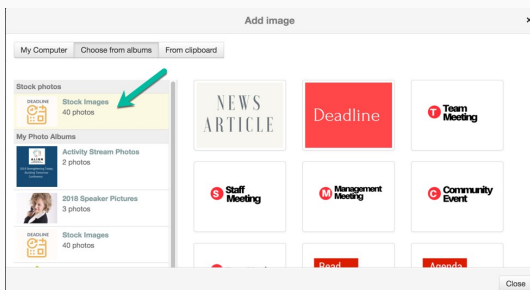 Add image
×
My Computer
Choose from albums
From clipboard
Stock photos
DEADLINE
Stock Images
40 photos
My Photo Albums
Activity Stream Photos
2 photos
2018 Speaker Pictures
3 photos
DEADLINE
Stock Images
40 photos
NEWS
ARTICLE
Deadline
T Team
Meeting
S Staff
Meeting
M Management
Meeting
C Community
Event
Read
Agenda
Close